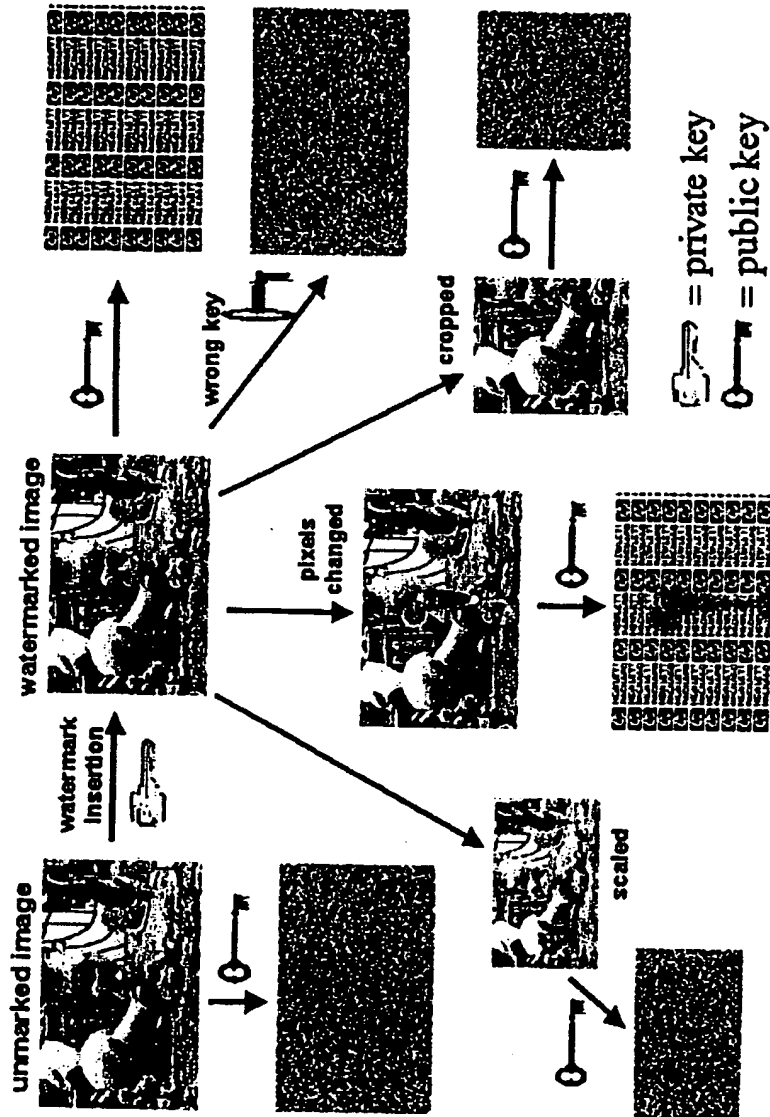 unmarked image
watermark
insertion
watermarked image
wrong key
pixels
changed
cropped
scaled
= private key
= public key